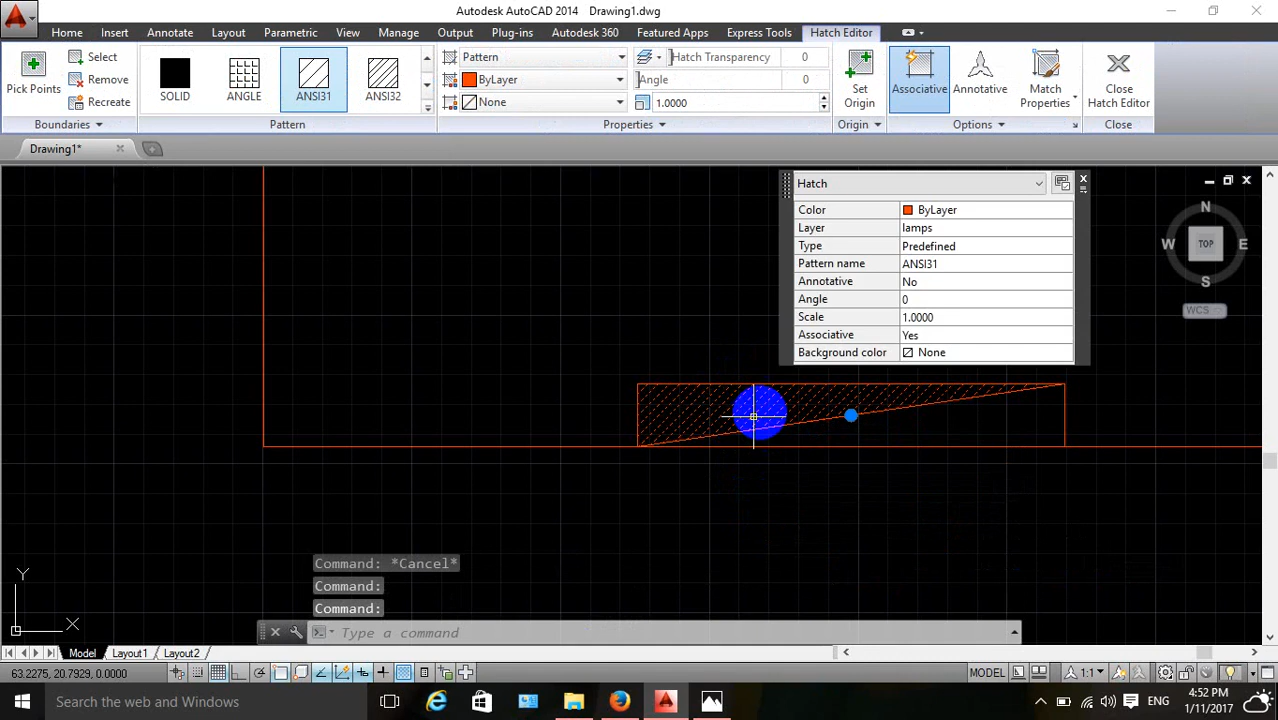 Autodesk AutoCAD 2014 Drawing1.dwg
Home Insert Annotate Layout Parametric View Manage Output Plug-ins Autodesk 360 Featured Apps Express Tools Hatch Editor
Pick Points
Select
Remove
Recreate
Boundaries
SOLID ANGLE ANSI31 ANSI32
Pattern
Pattern
ByLayer
None
Hatch Transparency 0
Angle 0
1.0000
Properties
Set Origin
Origin
Associative
Annotative
Match Properties
Options
Close Hatch Editor
Close
Drawing1*
Hatch
Color ByLayer
Layer lamps
Type Predefined
Pattern name ANSI31
Annotative No
Angle 0
Scale 1.0000
Associative Yes
Background color None
N
W TOP E
S
WCS
Y
X
Command: *Cancel*
Command:
Command:
Type a command
Model Layout1 Layout2
63.2275, 20.7929, 0.0000
MODEL 1:1
Search the web and Windows
ENG
4:52 PM
1/11/2017